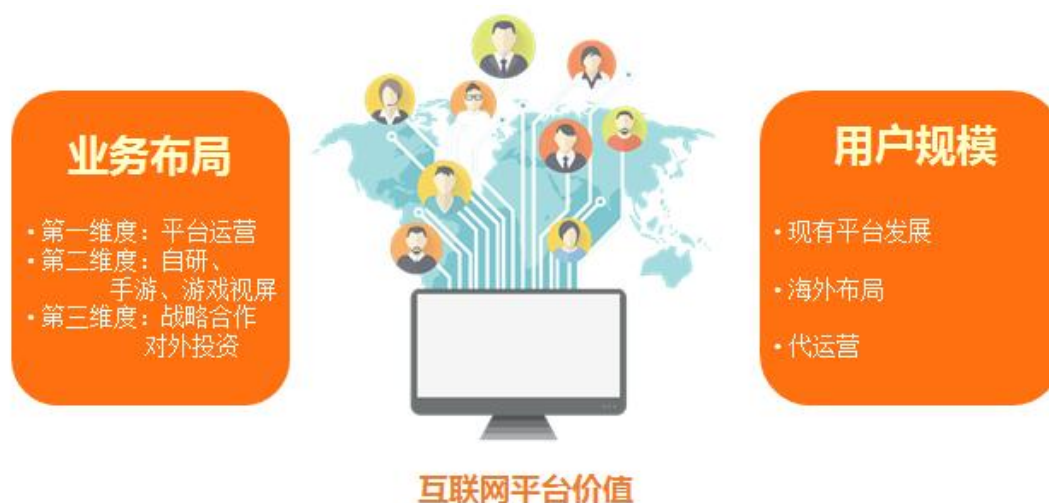 业务布局
• 第一维度：平台运营
• 第二维度：自研、
手游、游戏视屏
• 第三维度：战略合作
对外投资
用户规模
• 现有平台发展
• 海外布局
• 代运营
互联网平台价值